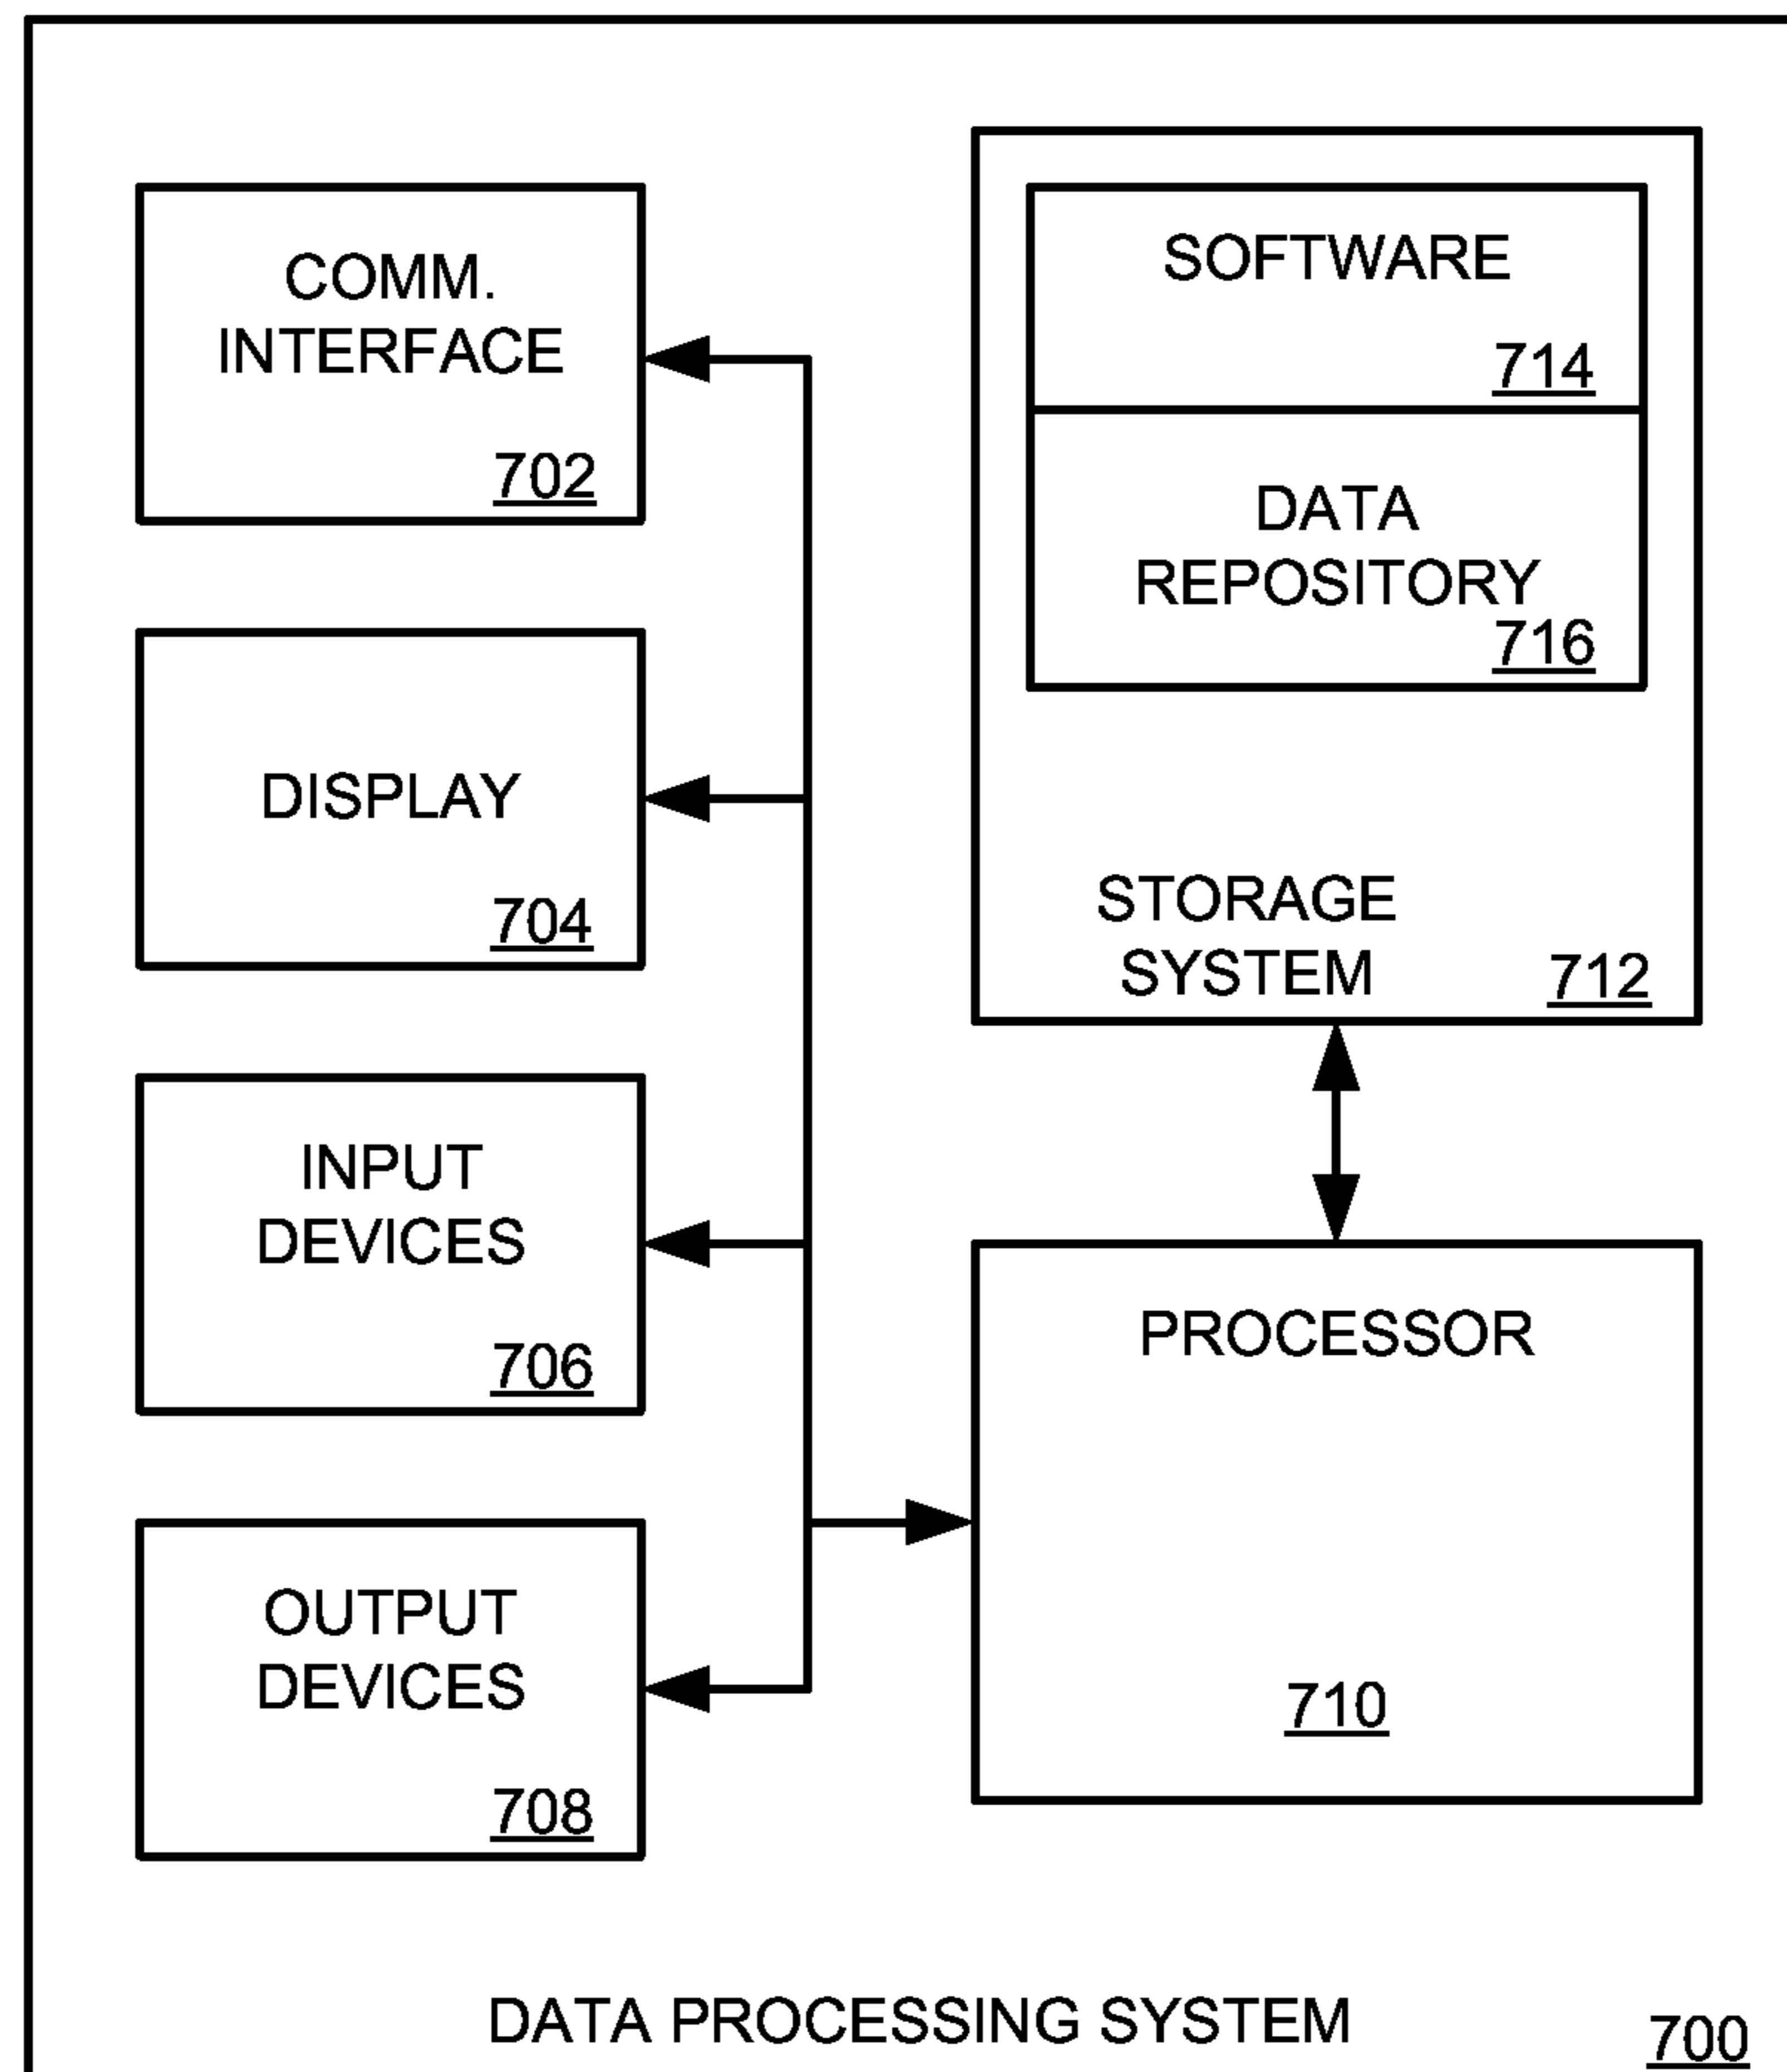 COMM.
INTERFACE
702
DISPLAY
704
INPUT
DEVICES
706
OUTPUT
DEVICES
708
SOFTWARE
714
DATA
REPOSITORY
716
STORAGE
SYSTEM
712
PROCESSOR
710
DATA PROCESSING SYSTEM
700